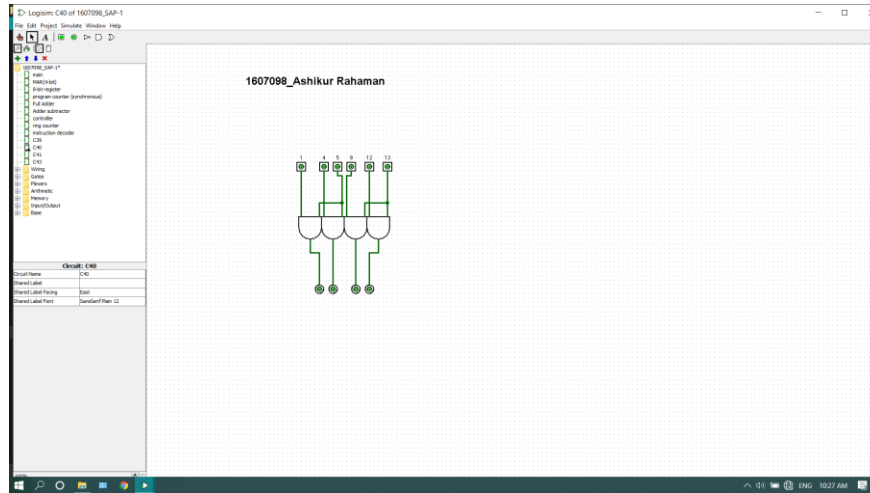 Logisim: C40 of 1607098_SAP-1
File Edit Project Simulate Window Help
A
1607098_SAP-1*
main
MAR(4-bit)
8-bit register
program counter (synchronous)
Full Adder
Adder subtractor
controller
ring counter
instruction decoder
C39
C40
C41
C43
Wiring
Gates
Plexers
Arithmetic
Memory
Input/Output
Base
Circuit: C40
Circuit Name C40
Shared Label
Shared Label Facing East
Shared Label Font SansSerif Plain 12
1607098_Ashikur Rahaman
1 4 5 9 12 13
ENG 10:27 AM